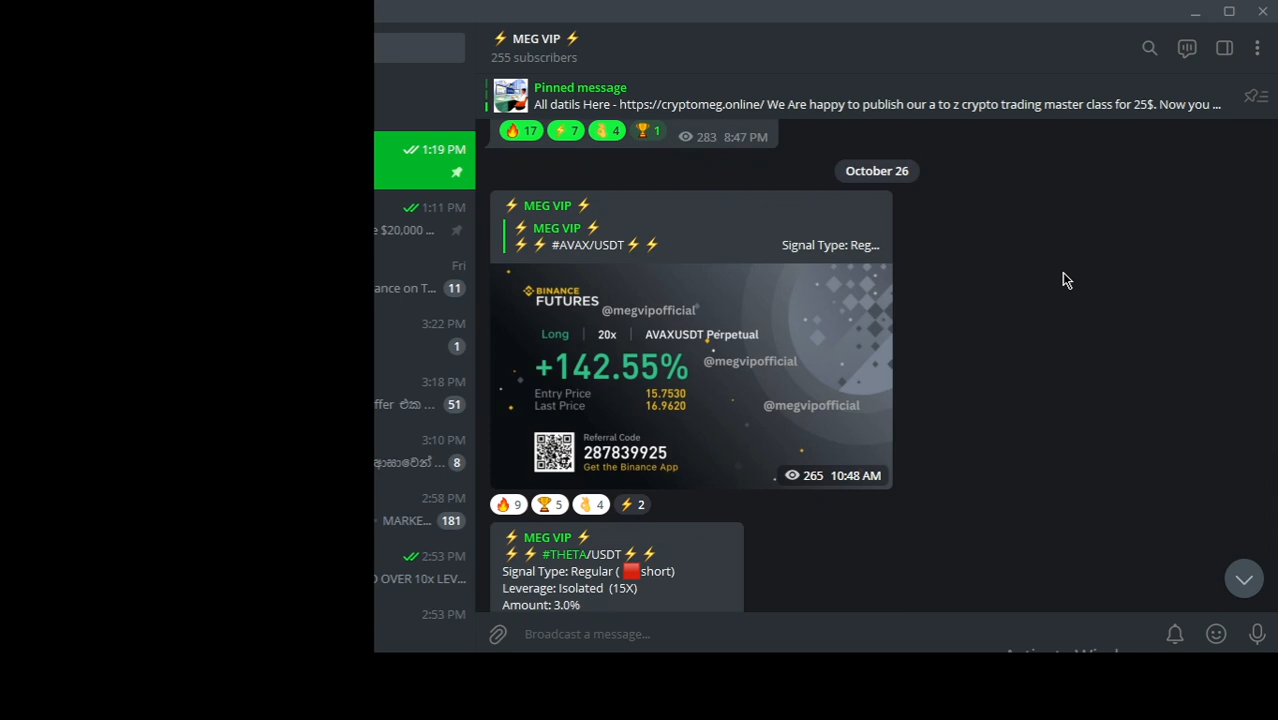 ⚡ MEG VIP ⚡
255 subscribers
Pinned message
All datils Here - https://cryptomeg.online/ We Are happy to publish our a to z crypto trading master class for 25$. Now you ...
🔥 17 ⚡ 7 👌 4 🏆 1 283 8:47 PM
October 26
1:19 PM
1:11 PM
e $20,000 ...
Fri
ance on T... 11
3:22 PM
1
3:18 PM
ffer එක ... 51
3:10 PM
ආසාවෙන් ... 8
2:58 PM
MARKE... 181
2:53 PM
O OVER 10x LEV...
2:53 PM
⚡ MEG VIP ⚡
⚡ MEG VIP ⚡
⚡⚡ #AVAX/USDT⚡⚡ Signal Type: Reg...
BINANCE
FUTURES
@megvipofficial
Long | 20x | AVAXUSDT Perpetual
+142.55%
@megvipofficial
Entry Price 15.7530
Last Price 16.9620
@megvipofficial
Referral Code
287839925
Get the Binance App
265 10:48 AM
🔥 9 🏆 5 👌 4 ⚡ 2
⚡ MEG VIP ⚡
⚡⚡ #THETA/USDT⚡⚡
Signal Type: Regular ( 🟥short)
Leverage: Isolated (15X)
Amount: 3.0%
Broadcast a message...